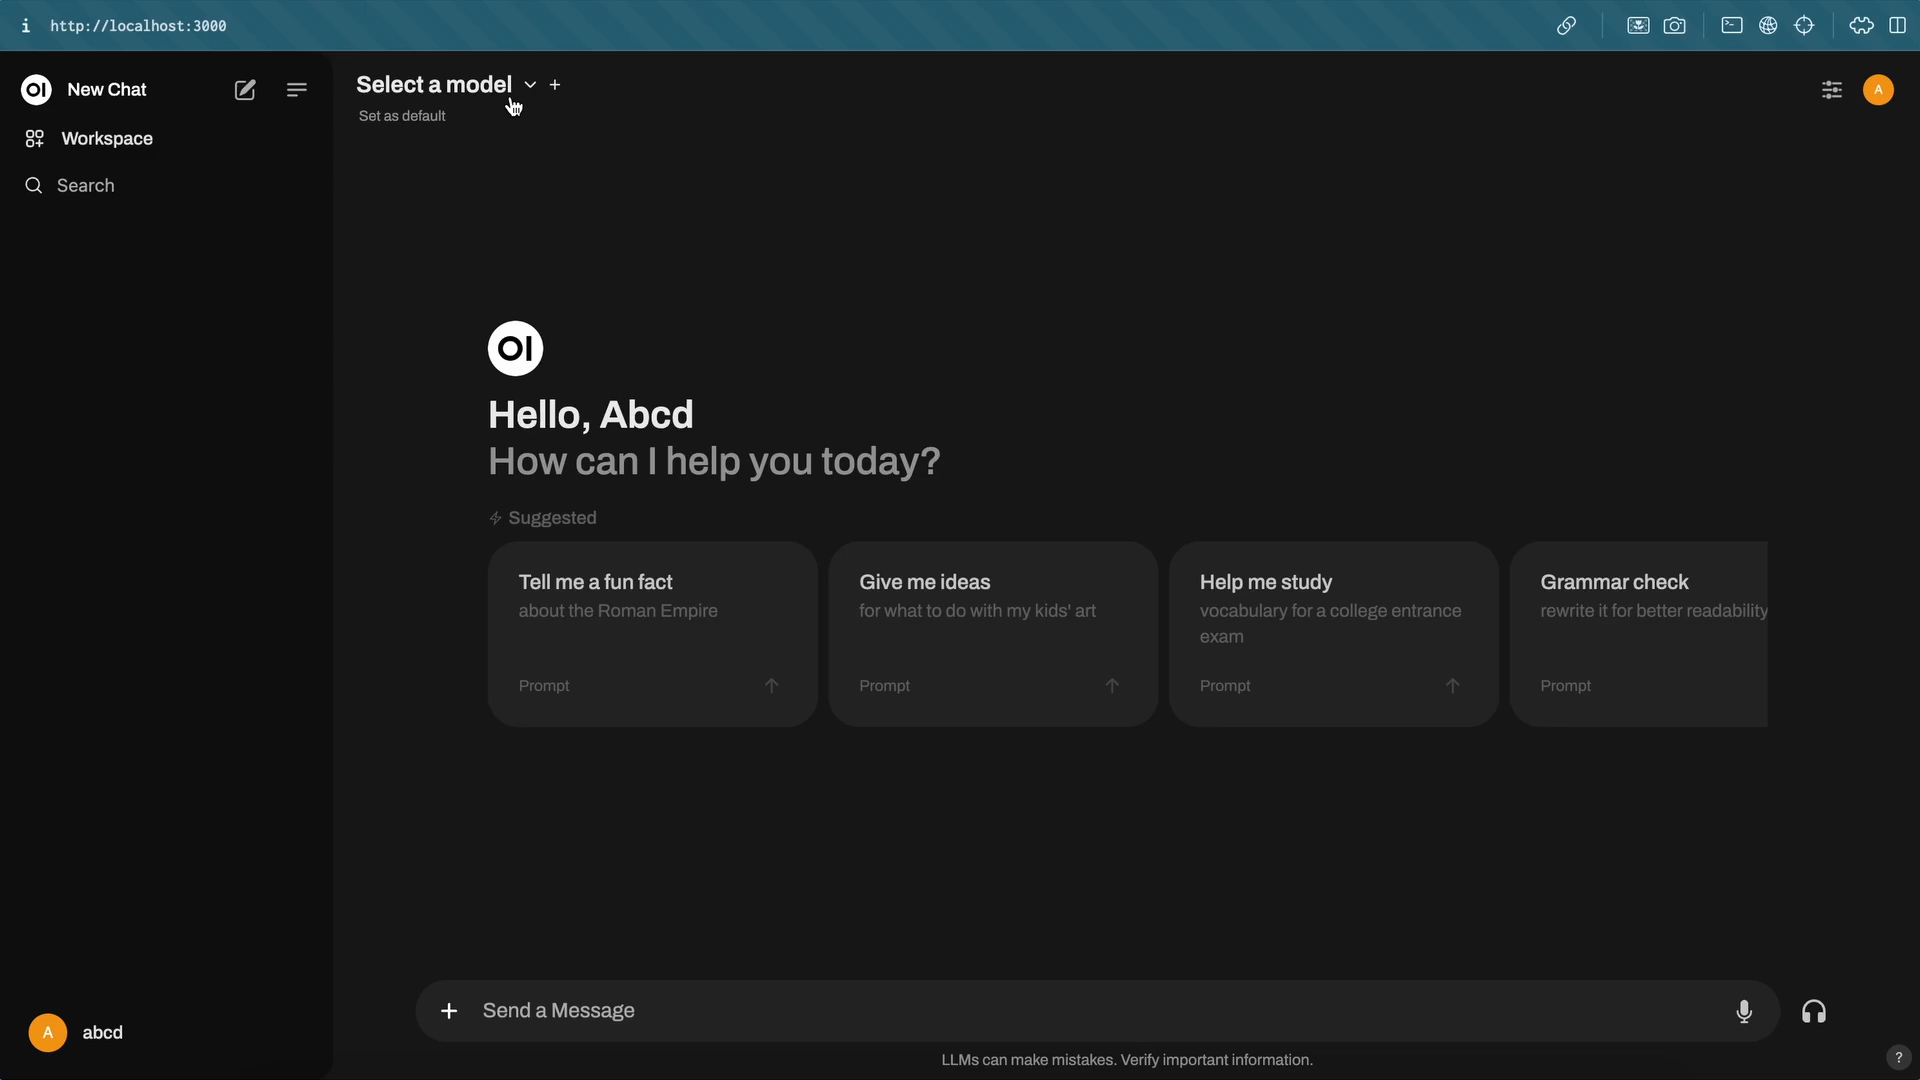 i http://localhost:3000
OI New Chat
Workspace
Search
Select a model
Set as default
A
OI
Hello, Abcd
How can I help you today?
Suggested
Tell me a fun fact
about the Roman Empire
Prompt
Give me ideas
for what to do with my kids' art
Prompt
Help me study
vocabulary for a college entrance
exam
Prompt
Grammar check
rewrite it for better readability
Prompt
Send a Message
A abcd
LLMs can make mistakes. Verify important information.
?